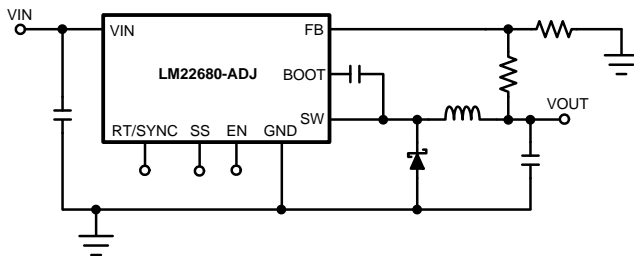 VIN
VIN
FB
LM22680-ADJ
BOOT
SW
VOUT
RT/SYNC SS EN GND